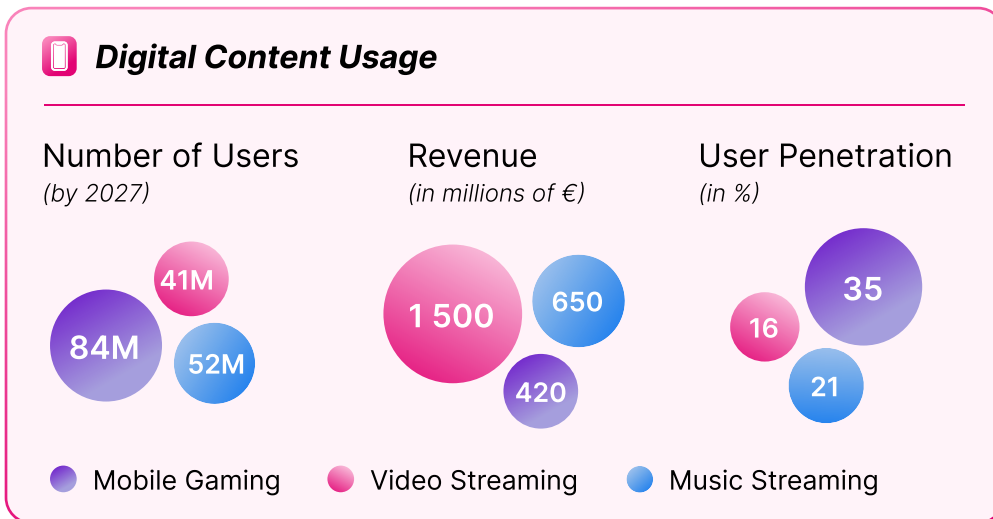 Digital Content Usage
Number of Users
(by 2027)
41M
84M
52M
Revenue
(in millions of €)
1 500
650
420
User Penetration
(in %)
35
16
21
Mobile Gaming
Video Streaming
Music Streaming